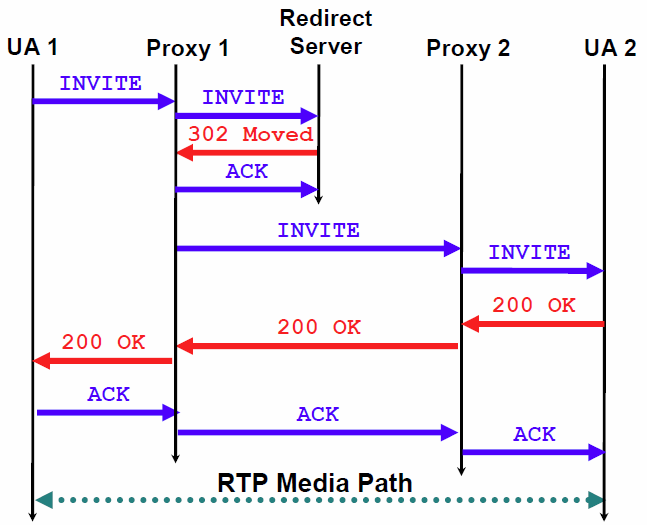 Redirect
UA 1 Proxy 1 Server Proxy 2 UA 2
INVITE
INVITE
302 Moved
ACK
INVITE
INVITE
200 OK
200 OK
200 OK
ACK
ACK
ACK
RTP Media Path